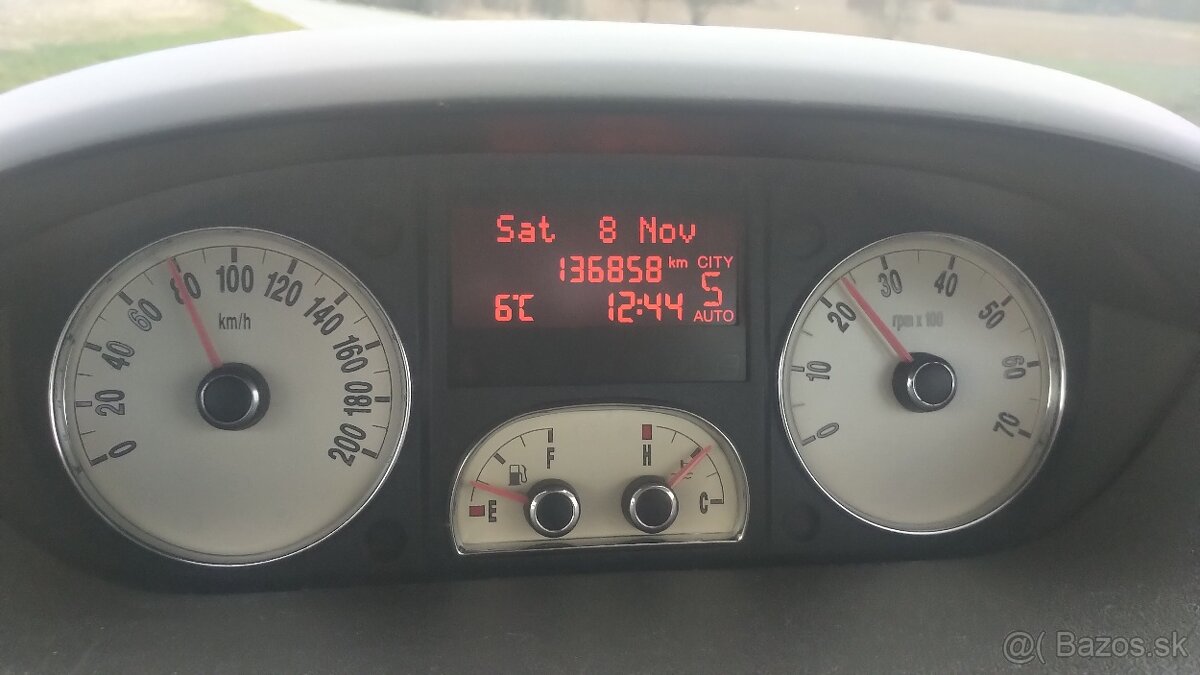 Sat 8 Nov
136858 km CITY
5
6°C 12:44 AUTO
0 20 40 60 80 100 120 140 160 180 200
km/h
0 10 20 30 40 50 60 70
rpm x 100
E F
H C
@( Bazos.sk